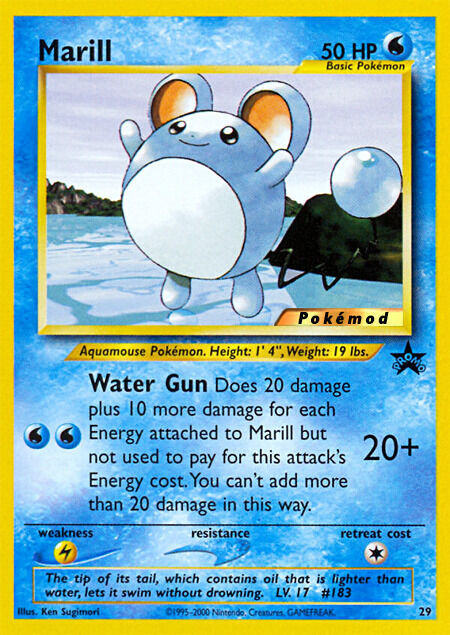 Marill
50 HP
Basic Pokémon
Pokémod
Aquamouse Pokémon. Height: 1' 4", Weight: 19 lbs.
PROMO
Water Gun Does 20 damage
plus 10 more damage for each
Energy attached to Marill but
not used to pay for this attack's
Energy cost. You can't add more
than 20 damage in this way.
20+
weakness
resistance
retreat cost
The tip of its tail, which contains oil that is lighter than
water, lets it swim without drowning. LV. 17 #183
Illus. Ken Sugimori
©1995-2000 Nintendo, Creatures, GAMEFREAK.
29